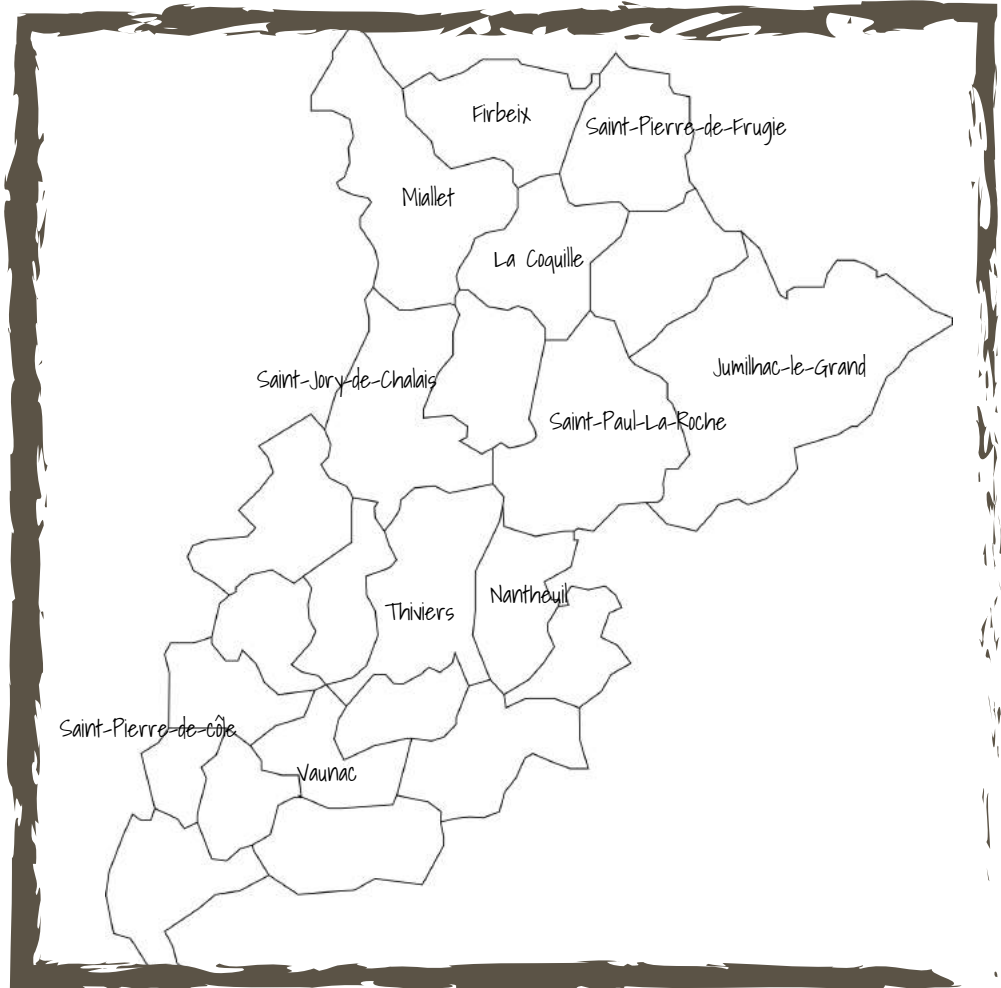 Firbeix
Saint-Pierre-de-Frugie
Miallet
La Coquille
Jumilhac-le-Grand
Saint-Jory-de-Chalais
Saint-Paul-La-Roche
Nantheuil
Thiviers
Saint-Pierre-de-côle
Vaunac